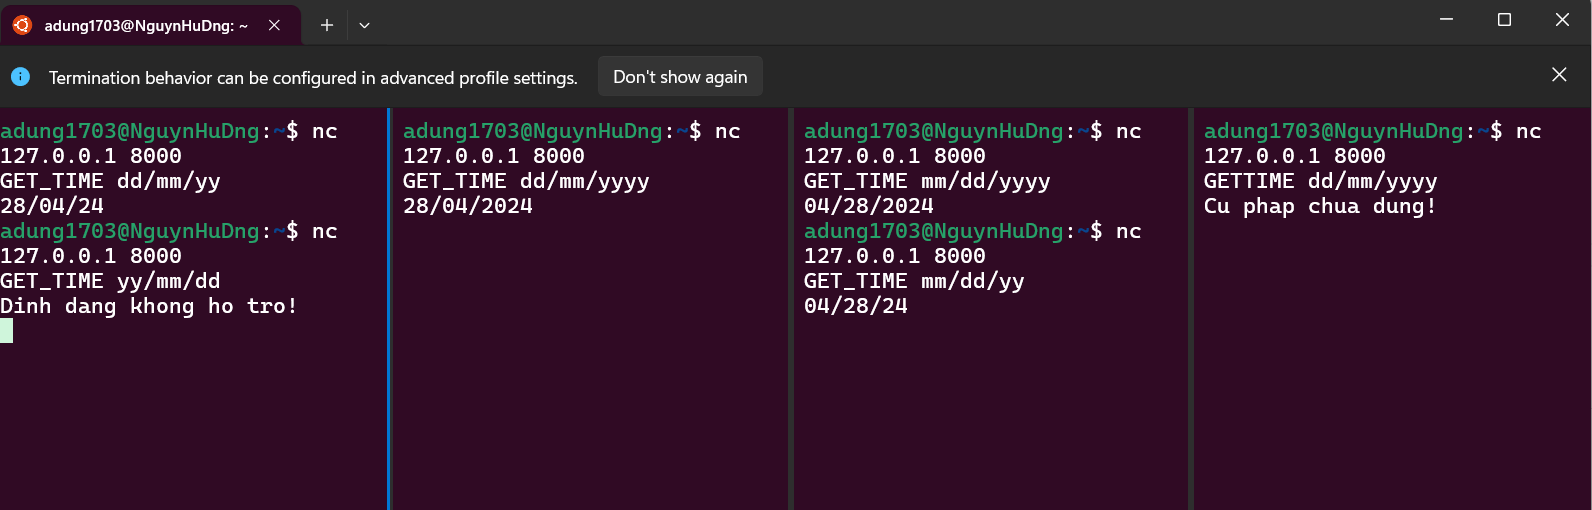 adung1703@NguynHuDng: ~
Termination behavior can be configured in advanced profile settings.
Don't show again
adung1703@NguynHuDng:~$ nc
127.0.0.1 8000
GET_TIME dd/mm/yy
28/04/24
adung1703@NguynHuDng:~$ nc
127.0.0.1 8000
GET_TIME yy/mm/dd
Dinh dang khong ho tro!
adung1703@NguynHuDng:~$ nc
127.0.0.1 8000
GET_TIME dd/mm/yyyy
28/04/2024
adung1703@NguynHuDng:~$ nc
127.0.0.1 8000
GET_TIME mm/dd/yyyy
04/28/2024
adung1703@NguynHuDng:~$ nc
127.0.0.1 8000
GET_TIME mm/dd/yy
04/28/24
adung1703@NguynHuDng:~$ nc
127.0.0.1 8000
GETTIME dd/mm/yyyy
Cu phap chua dung!